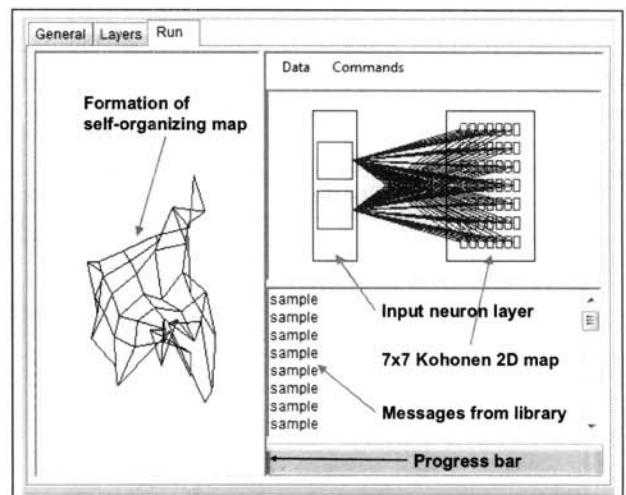 General Layers Run
Data Commands
Formation of
self-organizing map
sample
sample
sample
sample
sample
sample
sample
sample
Input neuron layer
7x7 Kohonen 2D map
Messages from library
Progress bar